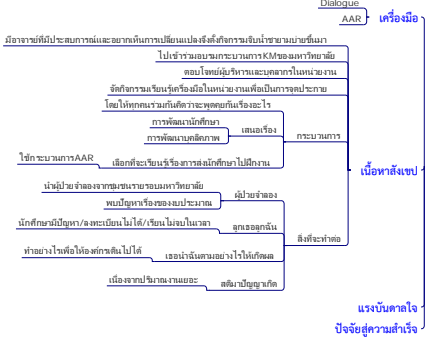 Dialogue
AAR
เครื่องมือ
มีอาจารย์ที่มีประสบการณ์และอยากเห็นการเปลี่ยนแปลงจึงตั้งกิจกรรมจิบน้ำชายามบ่ายขึ้นมา
ไปเข้าร่วมอบรมกระบวนการKMของมหาวิทยาลัย
ตอบโจทย์ผู้บริหารและบุคลากรในหน่วยงาน
จัดกิจกรรมเรียนรู้เครื่องมือในหน่วยงานเพื่อเป็นการจุดประกาย
โดยให้ทุกคนร่วมกันคิดว่าจะพูดคุยกันเรื่องอะไร
การพัฒนานักศึกษา
การพัฒนาบุคลิกภาพ
เสนอเรื่อง
กระบวนการ
ใช้กระบวนการAAR
เลือกที่จะเรียนรู้เรื่องการส่งนักศึกษาไปฝึกงาน
เนื้อหาสังเขป
นำผู้ป่วยจำลองจากชุมชนรายรอบมหาวิทยาลัย
พบปัญหาเรื่องของงบประมาณ
ผู้ป่วยจำลอง
นักศึกษามีปัญหา/ลงทะเบียนไม่ได้/เรียนไม่จบในเวลา
ลูกเธอลูกฉัน
สิ่งที่จะทำต่อ
ทำอย่างไรเพื่อให้องค์กรเดินไปได้
เธอนำฉันตามอย่างไรให้เกิดผล
เนื่องจากปริมาณงานเยอะ
สติมาปัญญาเกิด
แรงบันดาลใจ
ปัจจัยสู่ความสำเร็จ